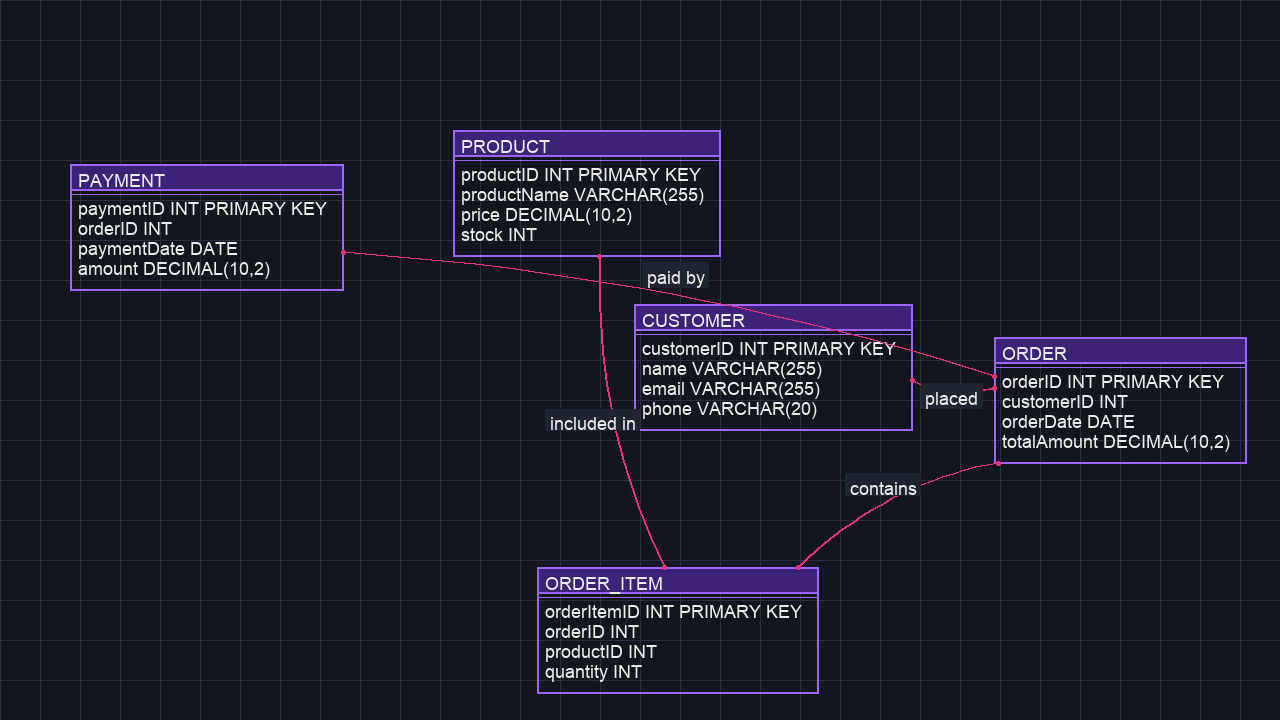 PRODUCT
productID INT PRIMARY KEY
productName VARCHAR(255)
price DECIMAL(10,2)
stock INT
PAYMENT
paymentID INT PRIMARY KEY
orderID INT
paymentDate DATE
amount DECIMAL(10,2)
paid by
CUSTOMER
customerID INT PRIMARY KEY
name VARCHAR(255)
email VARCHAR(255)
phone VARCHAR(20)
ORDER
orderID INT PRIMARY KEY
customerID INT
orderDate DATE
totalAmount DECIMAL(10,2)
placed
included in
contains
ORDER_ITEM
orderItemID INT PRIMARY KEY
orderID INT
productID INT
quantity INT